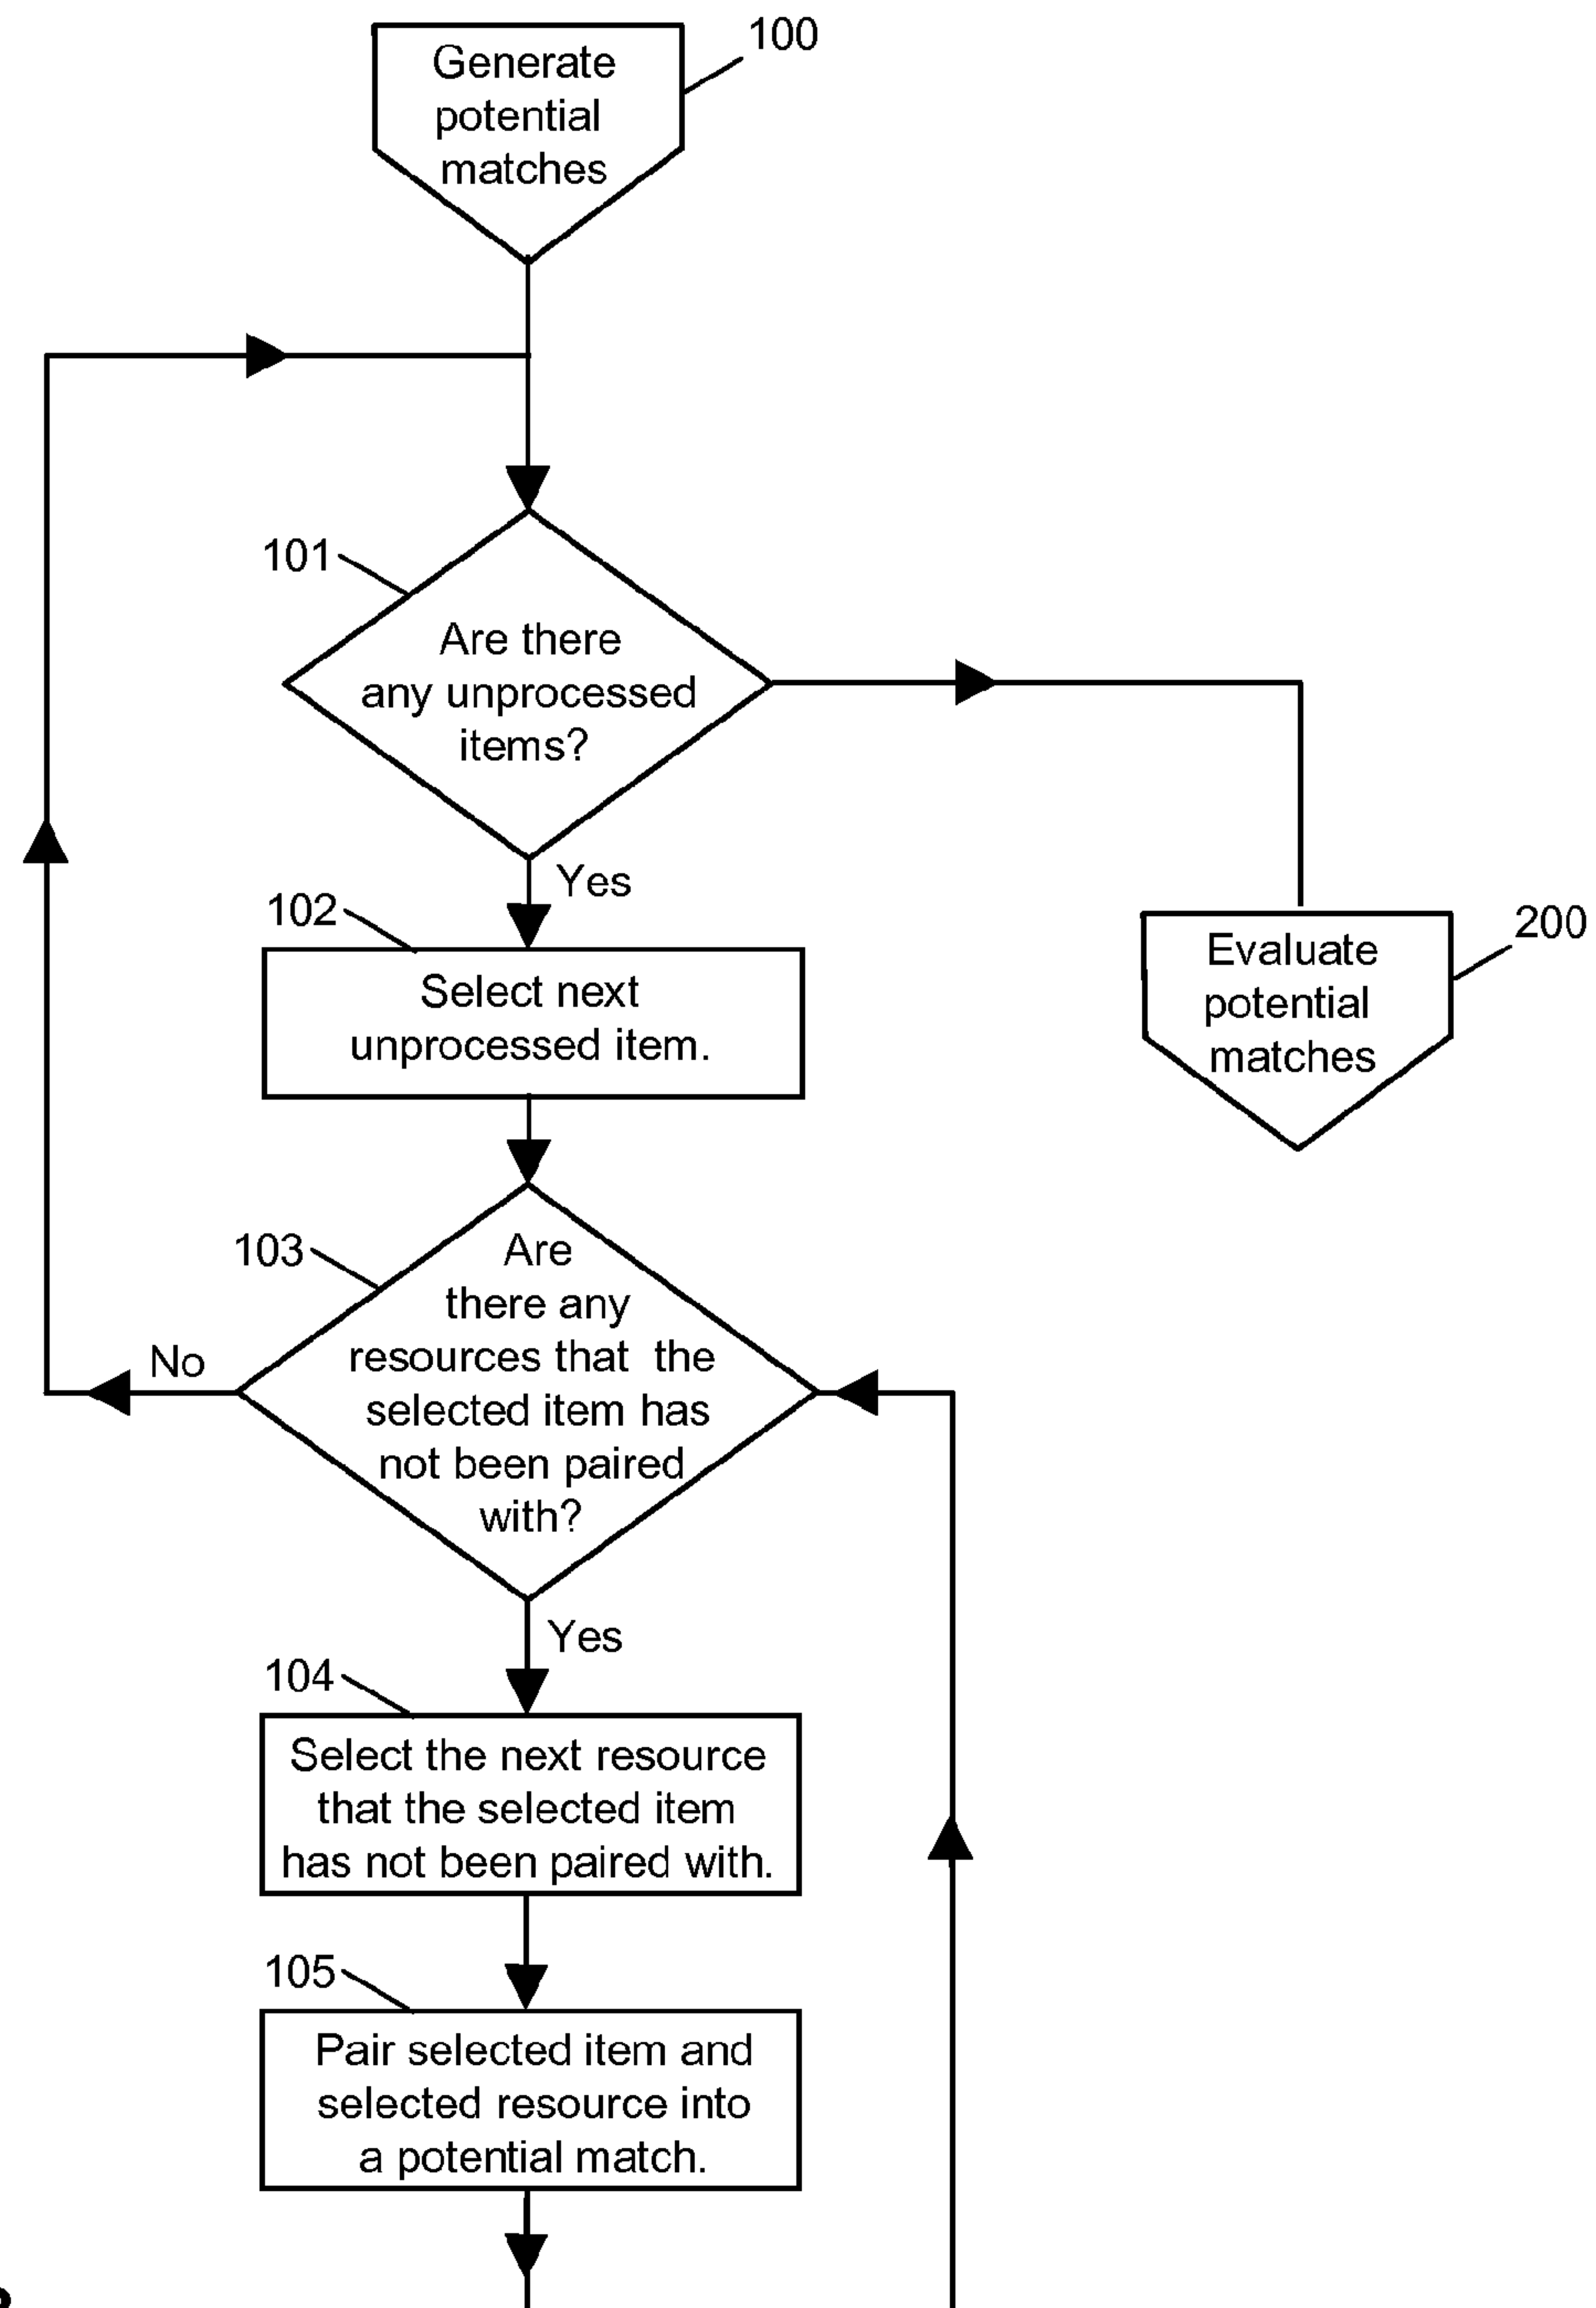 Generate
potential
matches
100
101
Are there
any unprocessed
items?
Yes
102
Select next
unprocessed item.
200
Evaluate
potential
matches
103
Are
there any
resources that the
selected item has
not been paired
with?
No
Yes
104
Select the next resource
that the selected item
has not been paired with.
105
Pair selected item and
selected resource into
a potential match.